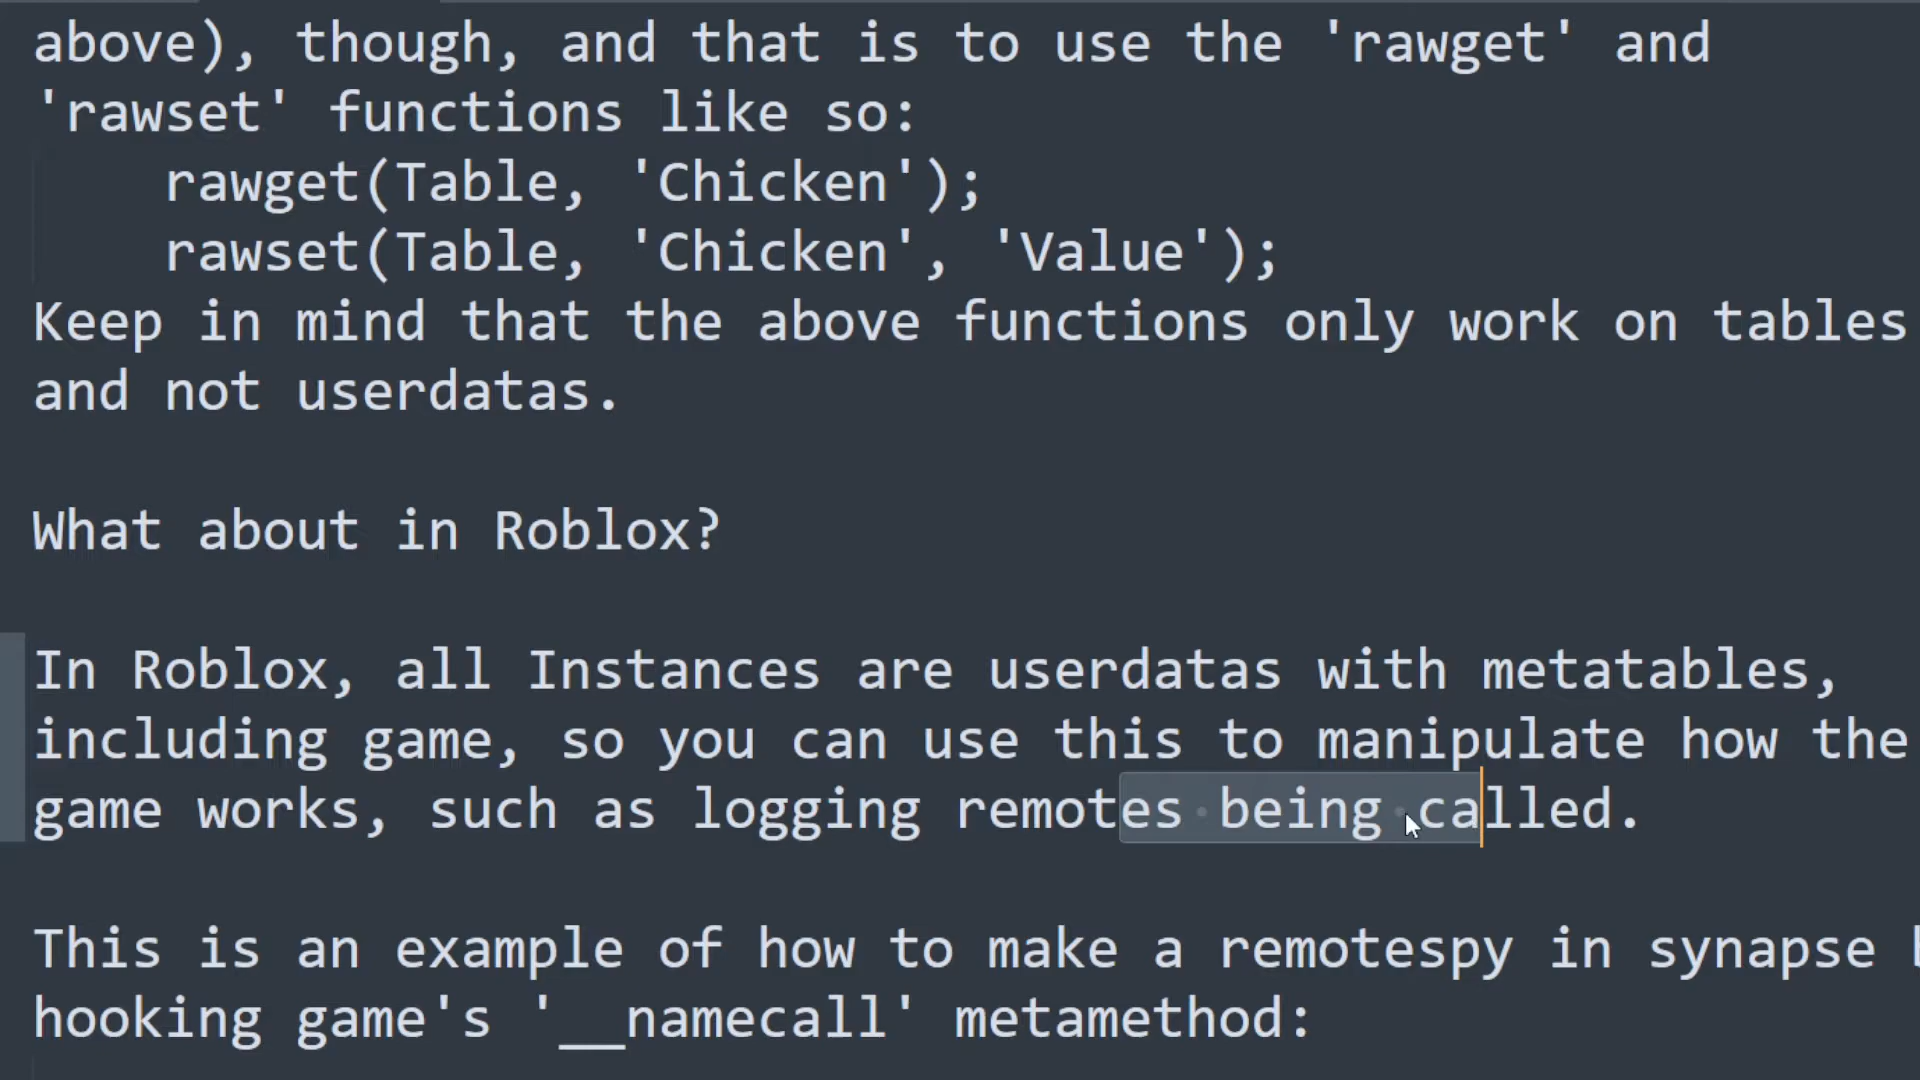 above), though, and that is to use the 'rawget' and
'rawset' functions like so:
rawget(Table, 'Chicken');
rawset(Table, 'Chicken', 'Value');
Keep in mind that the above functions only work on tables
and not userdatas.
What about in Roblox?
In Roblox, all Instances are userdatas with metatables,
including game, so you can use this to manipulate how the
game works, such as logging remotes being called.
This is an example of how to make a remotespy in synapse
hooking game's '__namecall' metamethod: